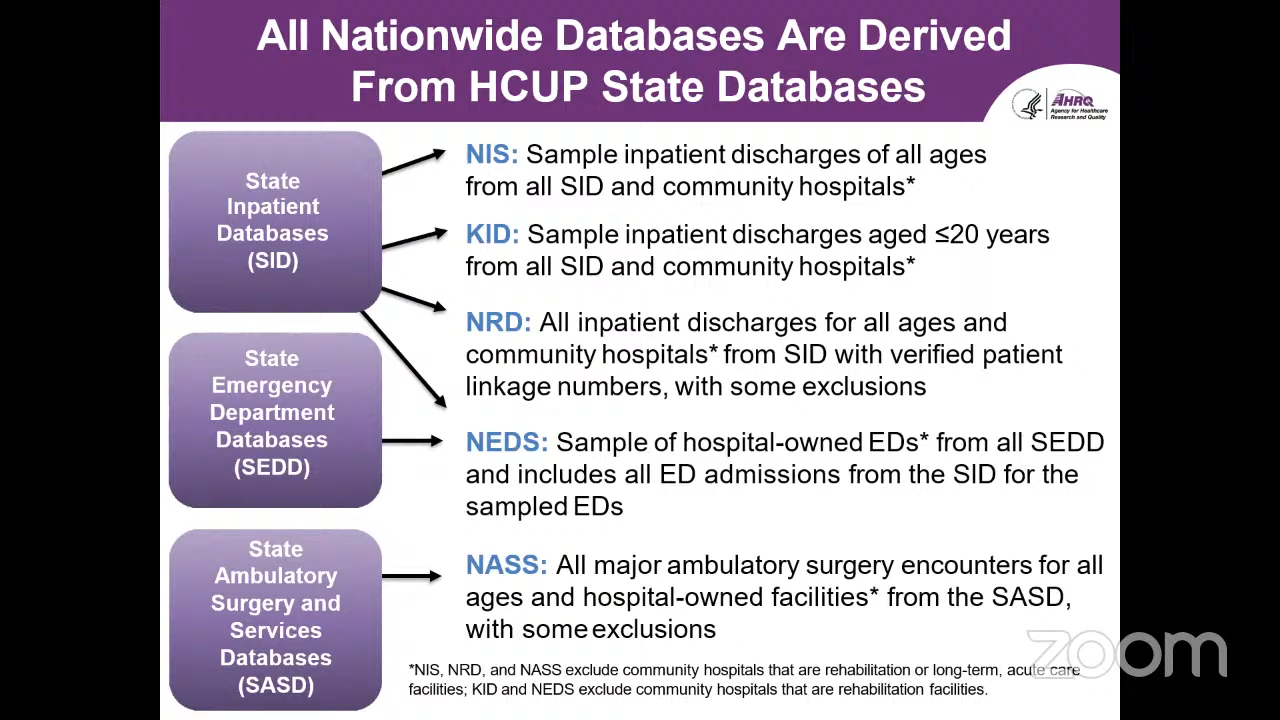 All Nationwide Databases Are Derived
From HCUP State Databases
AHRQ
Agency for Healthcare
Research and Quality
State
Inpatient
Databases
(SID)
NIS: Sample inpatient discharges of all ages
from all SID and community hospitals*
KID: Sample inpatient discharges aged ≤20 years
from all SID and community hospitals*
NRD: All inpatient discharges for all ages and
community hospitals* from SID with verified patient
linkage numbers, with some exclusions
State
Emergency
Department
Databases
(SEDD)
NEDS: Sample of hospital-owned EDs* from all SEDD
and includes all ED admissions from the SID for the
sampled EDs
State
Ambulatory
Surgery and
Services
Databases
(SASD)
NASS: All major ambulatory surgery encounters for all
ages and hospital-owned facilities* from the SASD,
with some exclusions
*NIS, NRD, and NASS exclude community hospitals that are rehabilitation or long-term, acute care
facilities; KID and NEDS exclude community hospitals that are rehabilitation facilities.
zoom